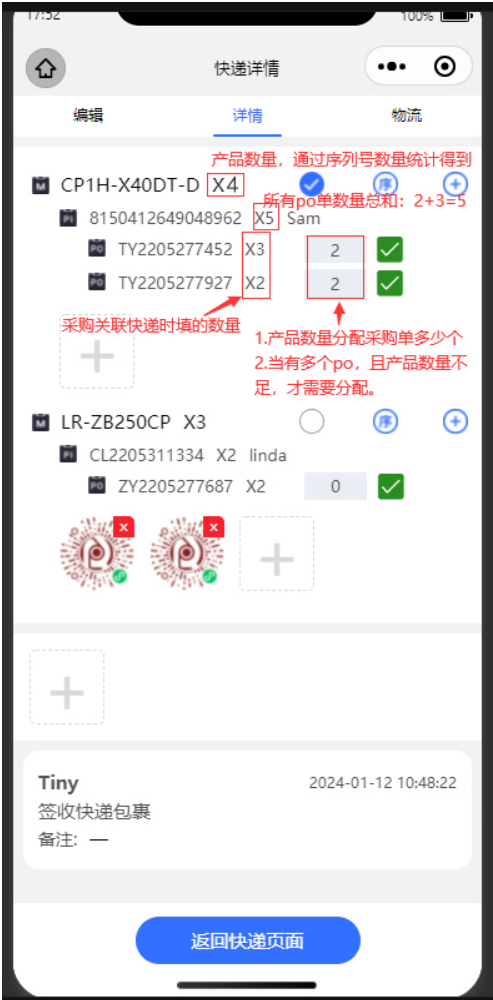 17:52
100%
快递详情
编辑
详情
物流
产品数量，通过序列号数量统计得到
M CP1H-X40DT-D X4 序
所有po单数量总和：2+3=5
PI 8150412649048962 X5 Sam
PO TY2205277452 X3 2
PO TY2205277927 X2 2
采购关联快递时填的数量
1.产品数量分配采购单多少个
2.当有多个po，且产品数量不
足，才需要分配。
M LR-ZB250CP X3 序
PI CL2205311334 X2 linda
PO ZY2205277687 X2 0
Tiny 2024-01-12 10:48:22
签收快递包裹
备注: 一
返回快递页面